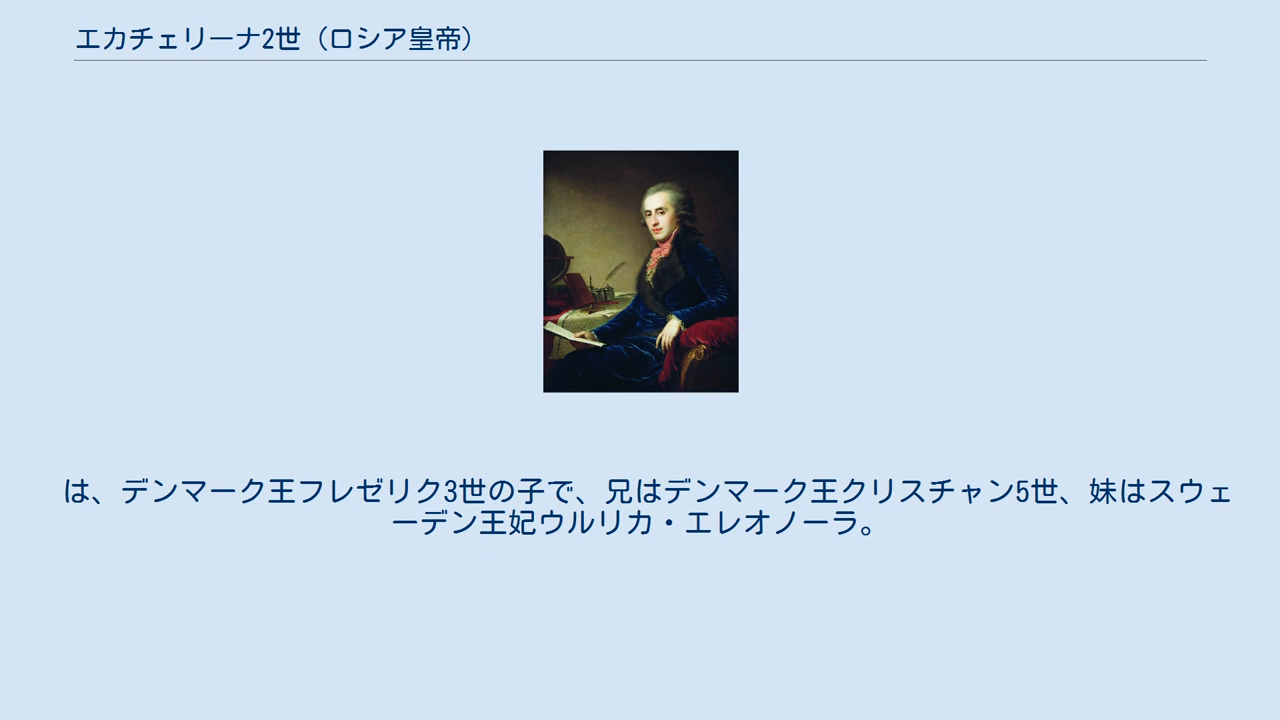 エカチェリーナ2世（ロシア皇帝）
は、デンマーク王フレゼリク3世の子で、兄はデンマーク王クリスチャン5世、妹はスウェ
ーデン王妃ウルリカ・エレオノーラ。